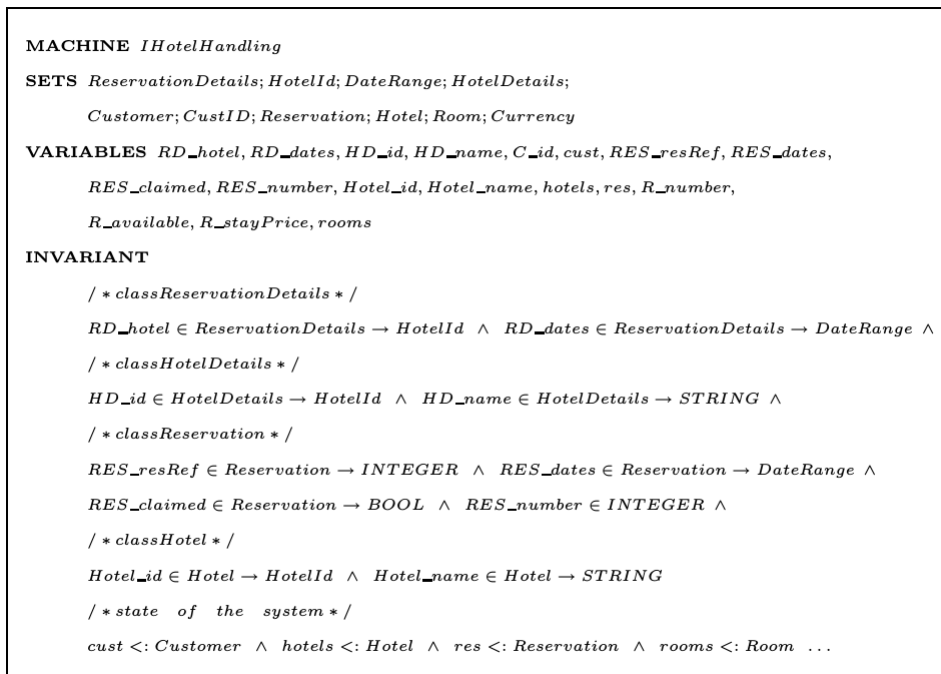 MACHINE IHotelHandling
SETS ReservationDetails; HotelId; DateRange; HotelDetails;
Customer; CustID; Reservation; Hotel; Room; Currency
VARIABLES RD_hotel, RD_dates, HD_id, HD_name, C_id, cust, RES_resRef, RES_dates,
RES_claimed, RES_number, Hotel_id, Hotel_name, hotels, res, R_number,
R_available, R_stayPrice, rooms
INVARIANT
/ * classReservationDetails * /
RD_hotel ∈ ReservationDetails → HotelId ∧ RD_dates ∈ ReservationDetails → DateRange ∧
/ * classHotelDetails * /
HD_id ∈ HotelDetails → HotelId ∧ HD_name ∈ HotelDetails → STRING ∧
/ * classReservation * /
RES_resRef ∈ Reservation → INTEGER ∧ RES_dates ∈ Reservation → DateRange ∧
RES_claimed ∈ Reservation → BOOL ∧ RES_number ∈ INTEGER ∧
/ * classHotel * /
Hotel_id ∈ Hotel → HotelId ∧ Hotel_name ∈ Hotel → STRING
/ * state of the system * /
cust <: Customer ∧ hotels <: Hotel ∧ res <: Reservation ∧ rooms <: Room ...